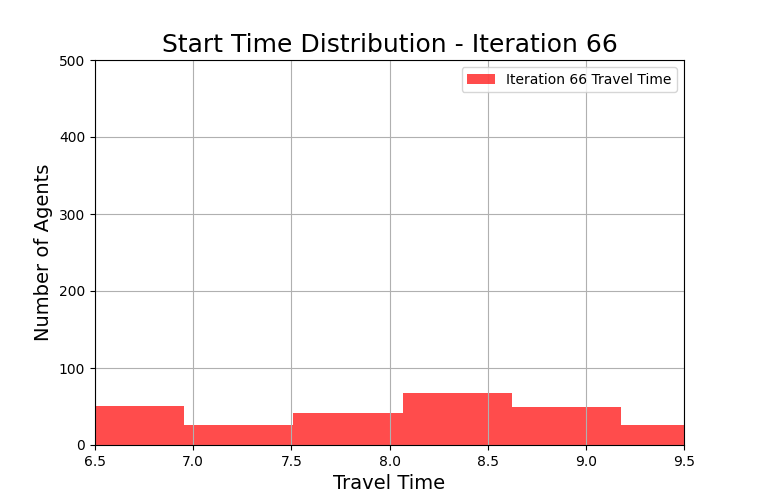 Start Time Distribution - Iteration 66
Iteration 66 Travel Time
Number of Agents
500
400
300
200
100
0
6.5 7.0 7.5 8.0 8.5 9.0 9.5
Travel Time